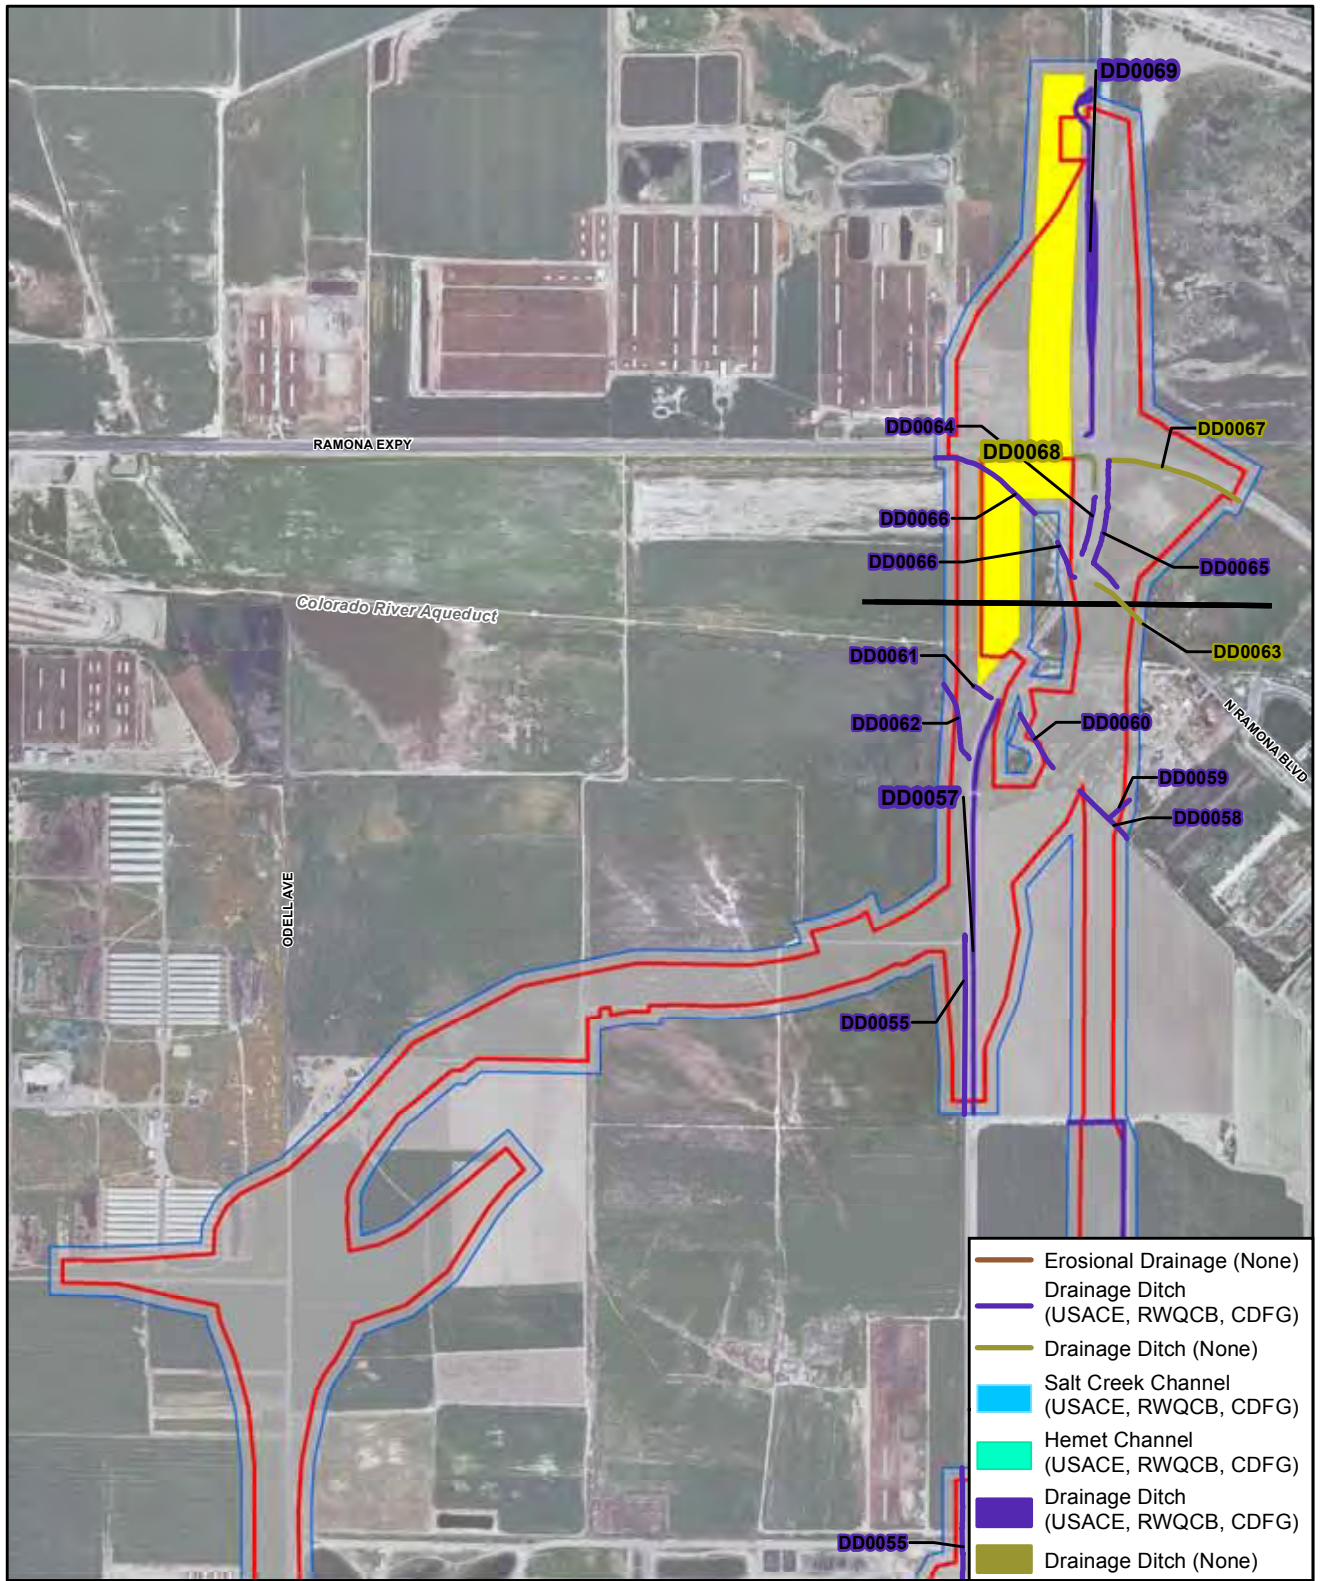 DD0069
RAMONA EXPY
DD0064
DD0067
DD0068
DD0066
DD0066
DD0065
Colorado River Aqueduct
DD0063
DD0061
DD0062
DD0060
N RAMONA BLVD
DD0059
DD0057
DD0058
ODELL AVE
DD0055
Erosional Drainage (None)
Drainage Ditch
(USACE, RWQCB, CDFG)
Drainage Ditch (None)
Salt Creek Channel
(USACE, RWQCB, CDFG)
Hemet Channel
(USACE, RWQCB, CDFG)
Drainage Ditch
(USACE, RWQCB, CDFG)
Drainage Ditch (None)
DD0055